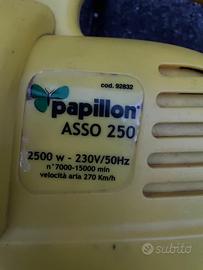 cod. 92832
papillon
ASSO 250
2500 w - 230V/50Hz
n°7000-15000 min
velocità aria 270 Km/h
subito